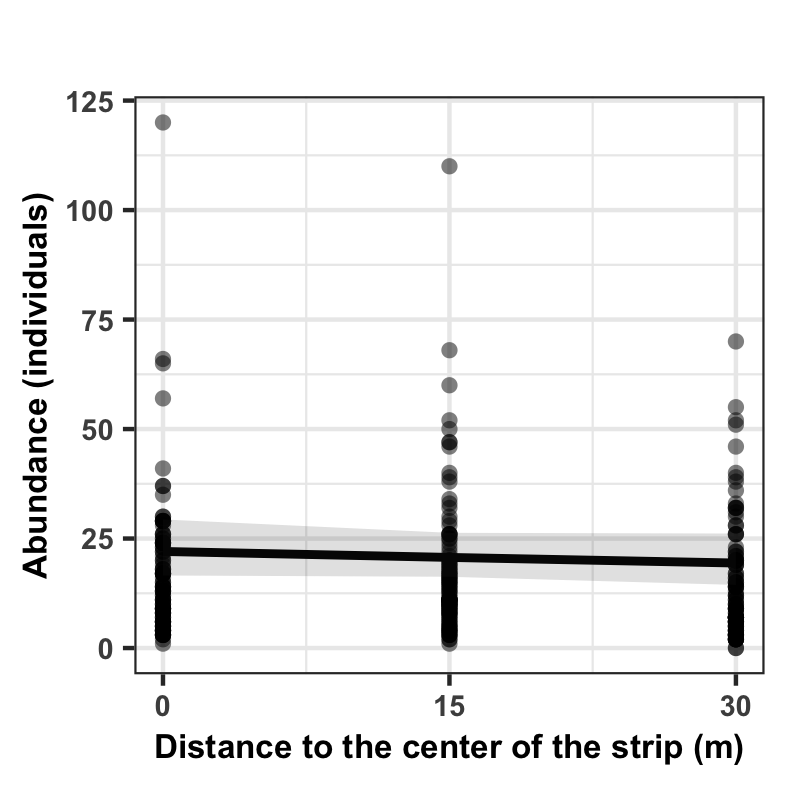 125
100
75
50
25
0
Abundance (individuals)
0 15 30
Distance to the center of the strip (m)